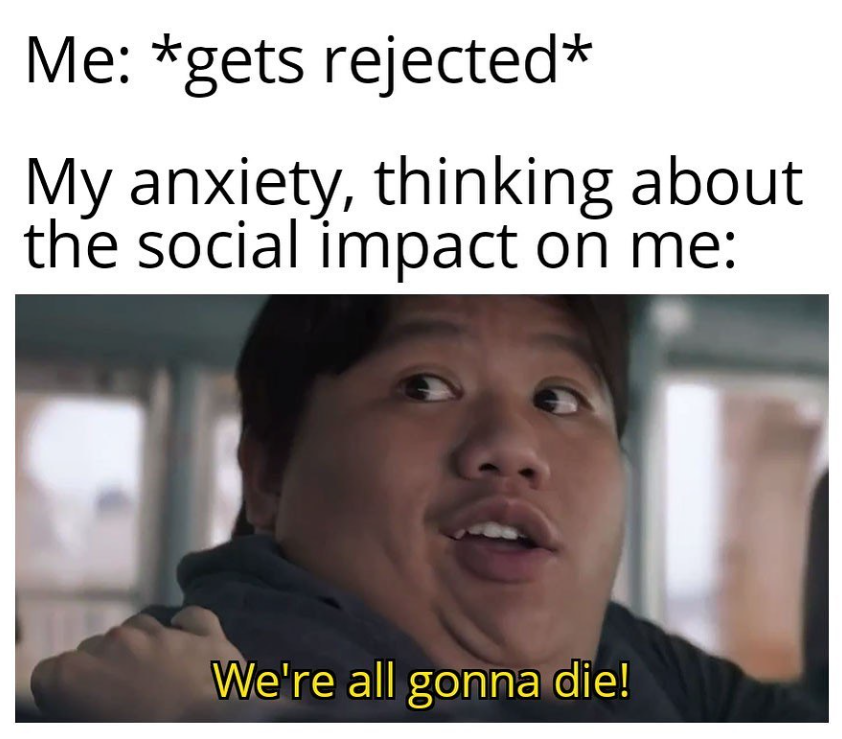 Me: *gets rejected*
My anxiety, thinking about
the social impact on me:
We're all gonna die!